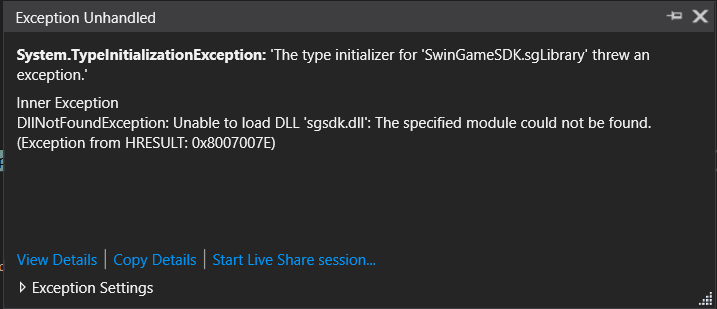 Exception Unhandled
System.TypeInitializationException: 'The type initializer for 'SwinGameSDK.sgLibrary' threw an
exception.'
Inner Exception
DllNotFoundException: Unable to load DLL 'sgsdk.dll': The specified module could not be found.
(Exception from HRESULT: 0x8007007E)
View Details | Copy Details | Start Live Share session...
Exception Settings